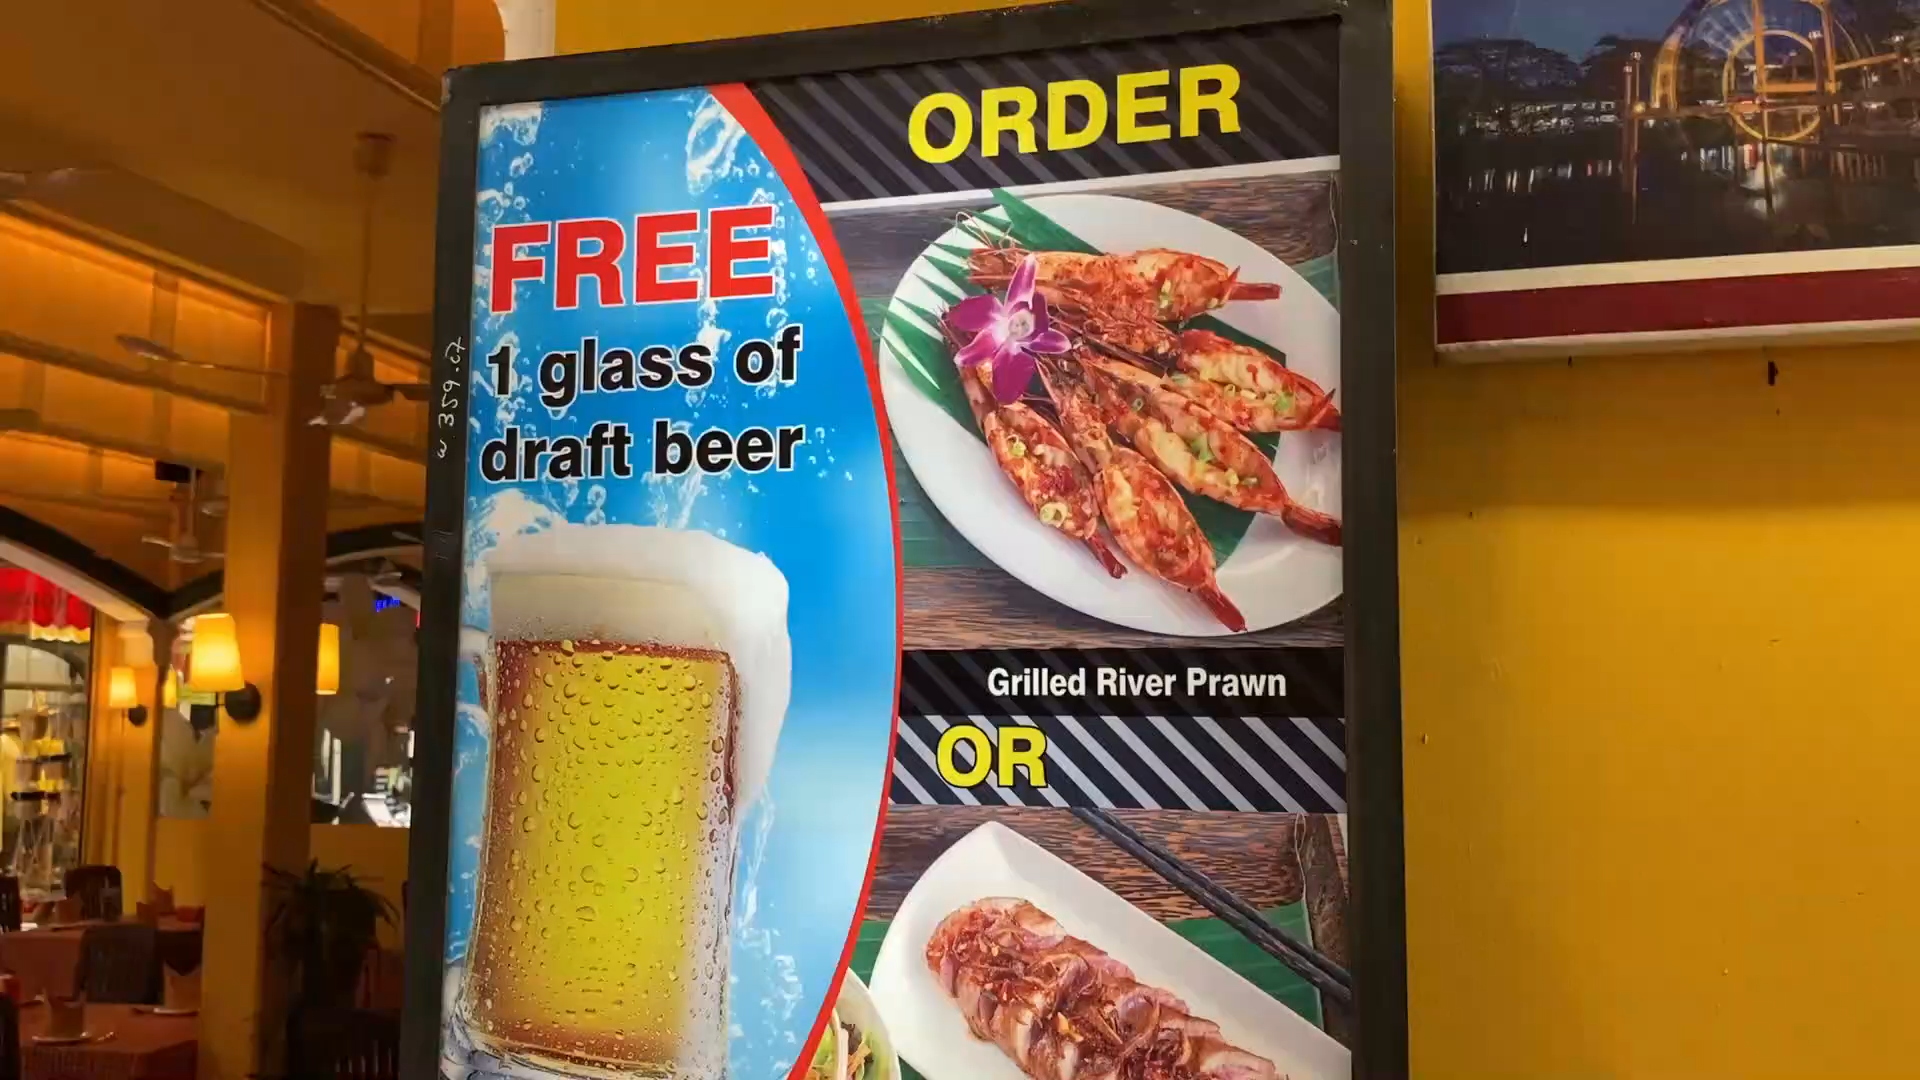 ORDER
FREE
1 glass of
draft beer
Grilled River Prawn
OR